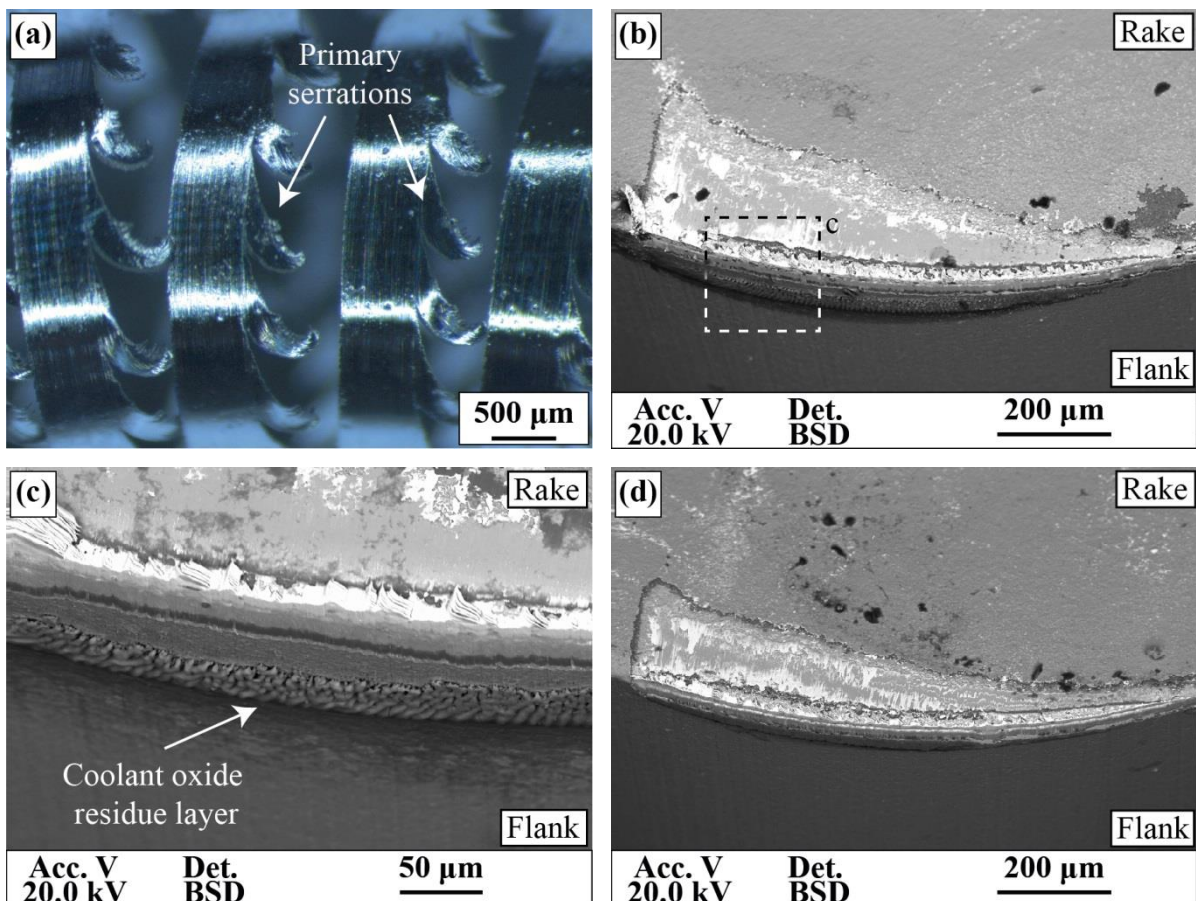 (a)
Primary
serrations
500 µm
(b)
Rake
c
Flank
Acc. V Det. 200 µm
20.0 kV BSD
(c)
Rake
Coolant oxide
residue layer
Flank
Acc. V Det. 50 µm
20.0 kV BSD
(d)
Rake
Flank
Acc. V Det. 200 µm
20.0 kV BSD